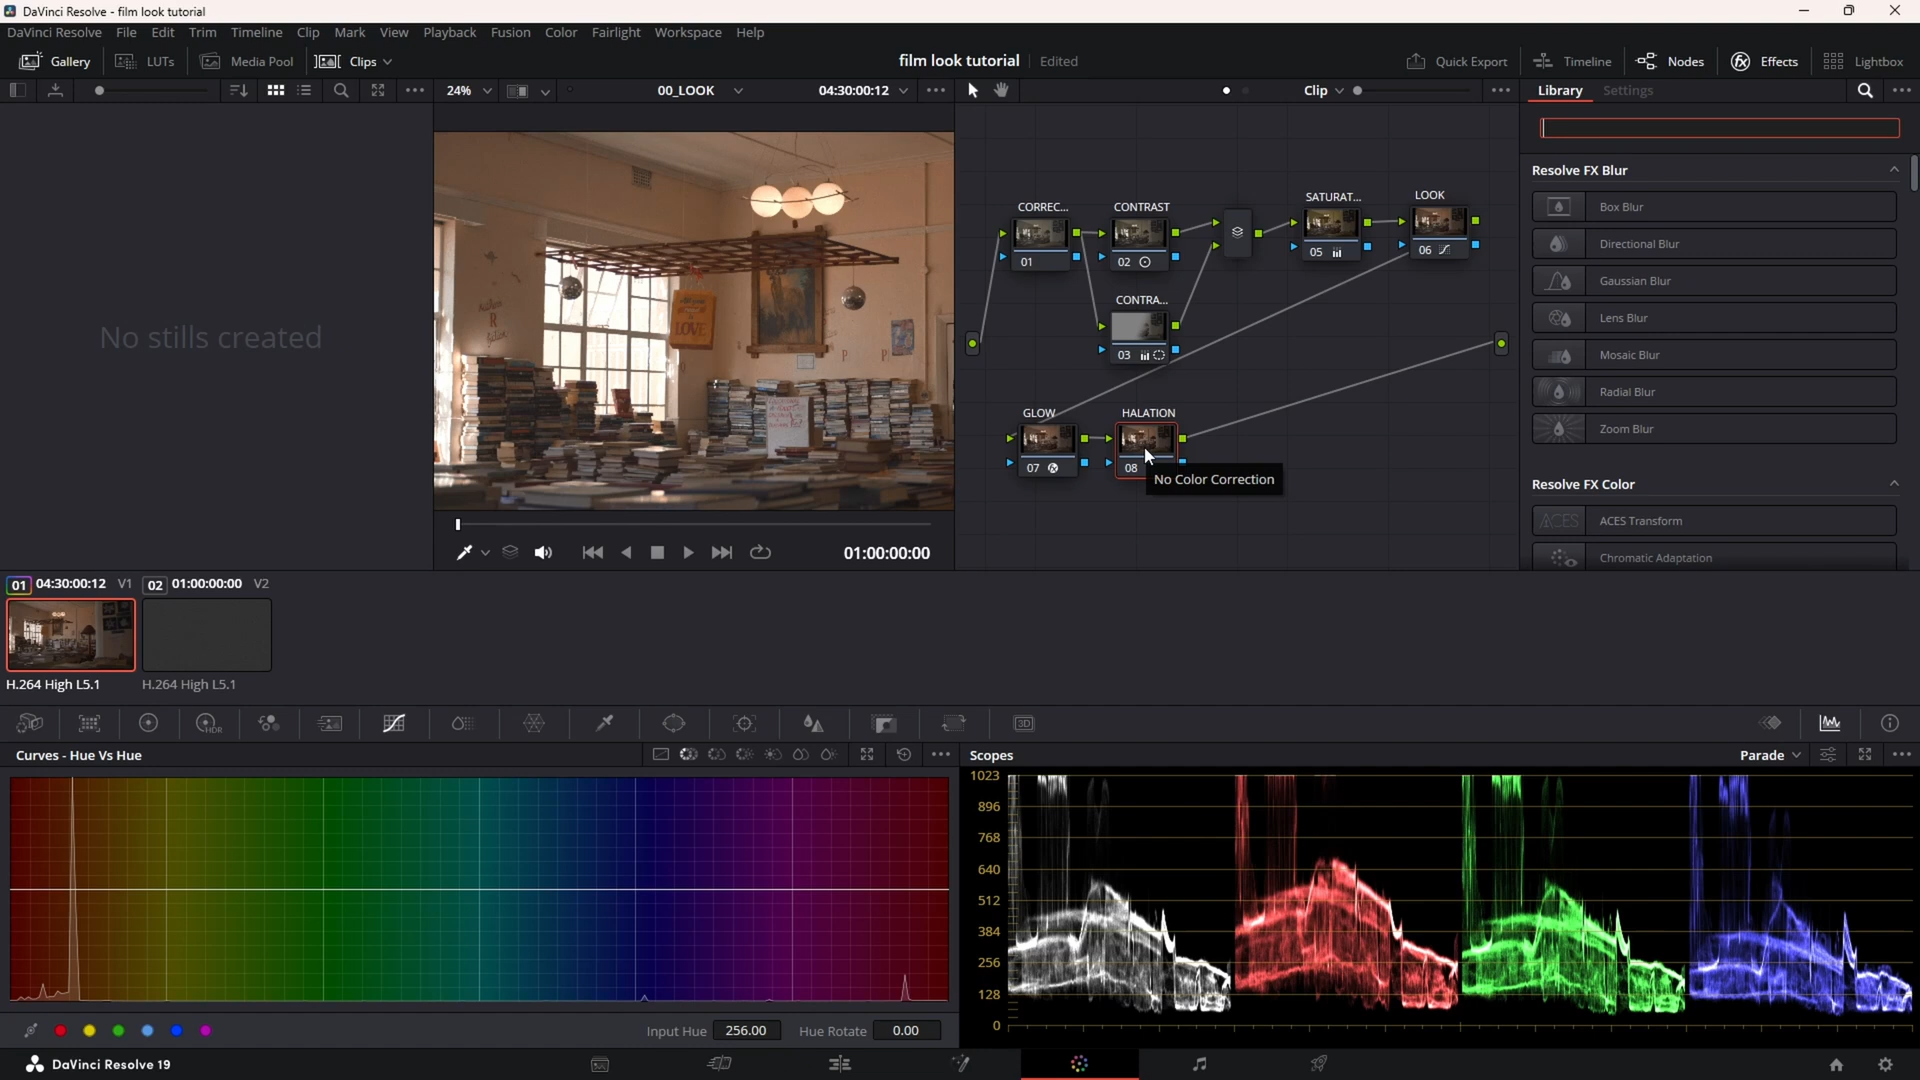 DaVinci Resolve - film look tutorial
DaVinci Resolve File Edit Trim Timeline Clip Mark View Playback Fusion Color Fairlight Workspace Help
Gallery LUTs Media Pool Clips film look tutorial Edited Quick Export Timeline Nodes Effects Lightbox
24% 00_LOOK 04:30:00:12 Clip Library Settings
Resolve FX Blur
Box Blur
Directional Blur
Gaussian Blur
Lens Blur
Mosaic Blur
Radial Blur
Zoom Blur
Resolve FX Color
ACES Transform
Chromatic Adaptation
No stills created
LOVE
CORREC...
01
CONTRAST
02
SATURAT...
05
LOOK
06
CONTRA...
03
GLOW
07
HALATION
08
No Color Correction
01:00:00:00
01 04:30:00:12 V1 02 01:00:00:00 V2
H.264 High L5.1 H.264 High L5.1
HDR
3D
Curves - Hue Vs Hue
Scopes Parade
1023
896
768
640
512
384
256
128
0
Input Hue 256.00 Hue Rotate 0.00
DaVinci Resolve 19